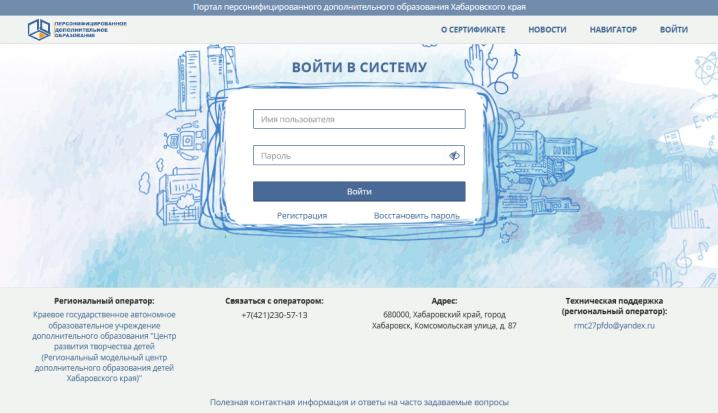 Портал персонифицированного дополнительного образования Хабаровского края
ПЕРСОНИФИЦИРОВАННОЕ
ДОПОЛНИТЕЛЬНОЕ
ОБРАЗОВАНИЕ
О СЕРТИФИКАТЕ НОВОСТИ НАВИГАТОР ВОЙТИ
ВОЙТИ В СИСТЕМУ
Имя пользователя
Пароль
Войти
Регистрация Восстановить пароль
Региональный оператор:
Краевое государственное автономное
образовательное учреждение
дополнительного образования "Центр
развития творчества детей
(Региональный модельный центр
дополнительного образования детей
Хабаровского края)"
Связаться с оператором:
+7(421)230-57-13
Адрес:
680000, Хабаровский край, город
Хабаровск, Комсомольская улица, д. 87
Техническая поддержка
(региональный оператор):
rmc27pfdo@yandex.ru
Полезная контактная информация и ответы на часто задаваемые вопросы